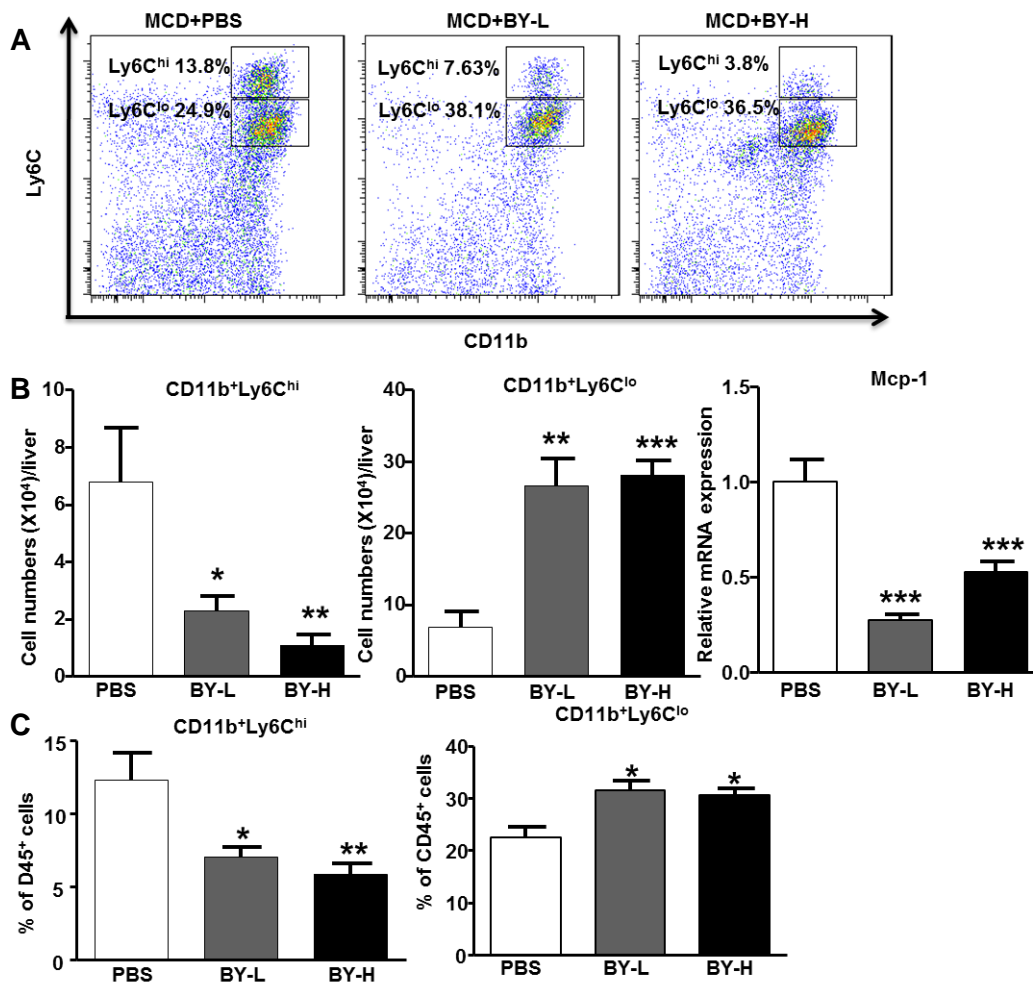 A
MCD+PBS MCD+BY-L MCD+BY-H
Ly6Chi 13.8% Ly6Chi 7.63% Ly6Chi 3.8%
Ly6Clo 24.9% Ly6Clo 38.1% Ly6Clo 36.5%
Ly6C
CD11b
B
CD11b+Ly6Chi
Cell numbers (X104)/liver
10
8
6
4
2
0
* **
PBS BY-L BY-H
CD11b+Ly6Clo
Cell numbers (X104)/liver
40
30
20
10
0
** ***
PBS BY-L BY-H
Mcp-1
Relative mRNA expression
1.5
1.0
0.5
0.0
*** ***
PBS BY-L BY-H
C
CD11b+Ly6Chi
% of D45+ cells
15
10
5
0
* **
PBS BY-L BY-H
CD11b+Ly6Clo
% of CD45+ cells
40
30
20
10
0
* *
PBS BY-L BY-H